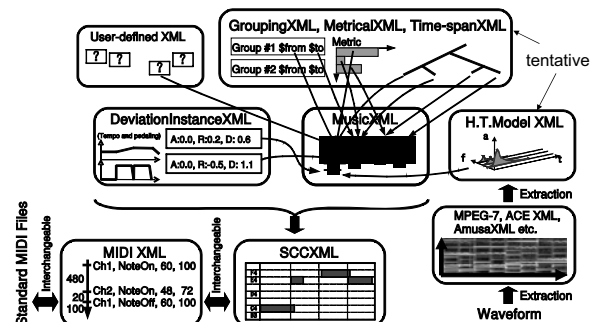 User-defined XML
? ? ? ?
GroupingXML, MetricalXML, Time-spanXML
Group #1 $from $to
Group #2 $from $to
Metric
tentative
DeviationInstanceXML
(Tempo and pedaling)
A:0.0, R:0.2, D: 0.6
A:0.0, R:-0.5, D: 1.1
MusicXML
H.T.Model XML
a
f
t
Extraction
MPEG-7, ACE XML,
AmusaXML etc.
Extraction
Waveform
Standard MIDI Files
Interchangeable
MIDI XML
Ch1, NoteOn, 60, 100
480
Ch2, NoteOn, 48, 72
20
Ch1, NoteOff, 60, 100
100
Interchangeable
SCCXML